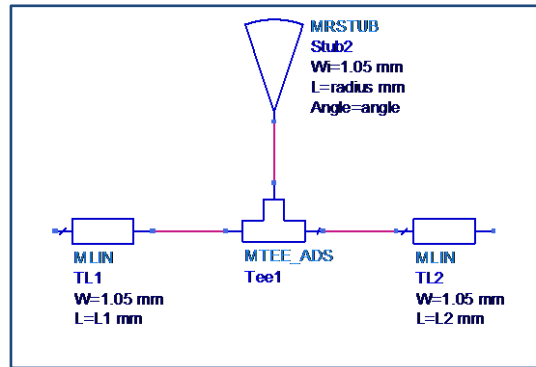 MRSTUB
Stub2
Wi=1.05 mm
L=radius mm
Angle=angle
MLIN
TL1
W=1.05 mm
L=L1 mm
MTEE_ADS
Tee1
MLIN
TL2
W=1.05 mm
L=L2 mm